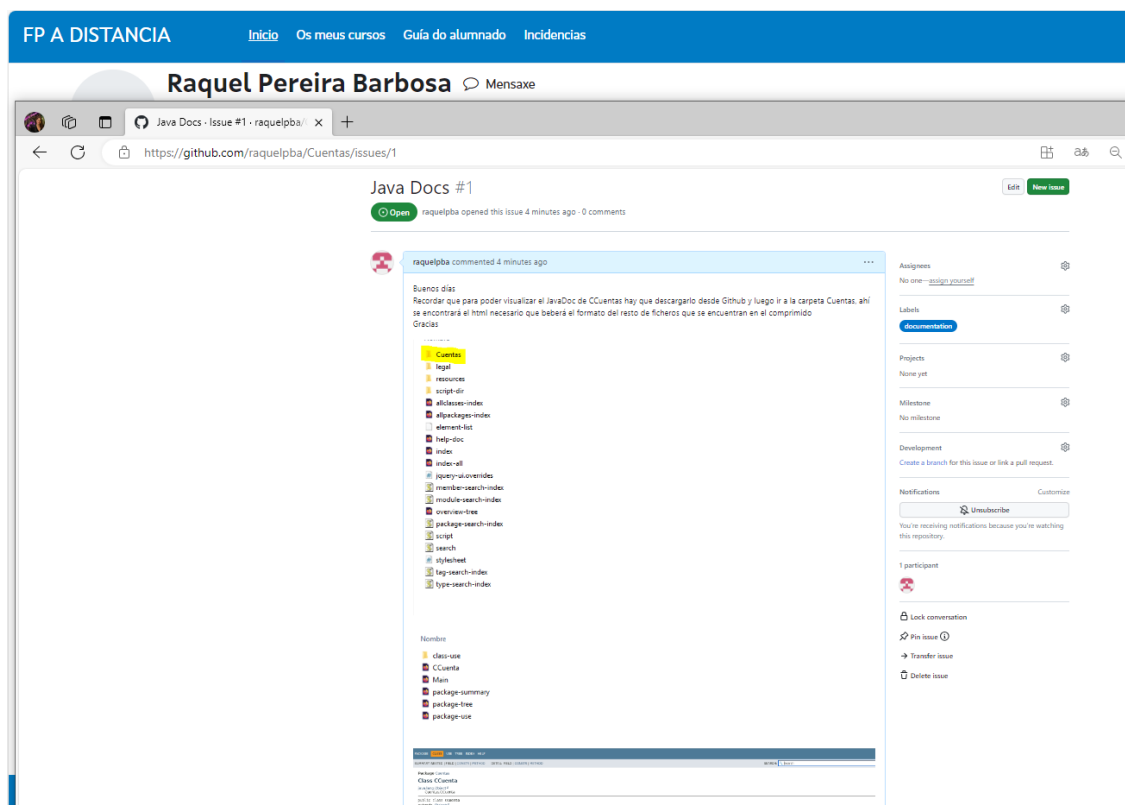 FP A DISTANCIA Inicio Os meus cursos Guía do alumnado Incidencias
Raquel Pereira Barbosa Mensaxe
Java Docs · Issue #1 · raquelpba/
https://github.com/raquelpba/Cuentas/issues/1
Java Docs #1
Edit New issue
Open raquelpba opened this issue 4 minutes ago · 0 comments
raquelpba commented 4 minutes ago
Buenos días
Recordar que para poder visualizar el JavaDoc de CCuentas hay que descargarlo desde Github y luego ir a la carpeta Cuentas, ahí
se encontrará el html necesario que beberá el formato del resto de ficheros que se encuentran en el comprimido
Gracias
Cuentas
legal
resources
script-dir
allclasses-index
allpackages-index
element-list
help-doc
index
index-all
jquery-ui.overrides
member-search-index
module-search-index
overview-tree
package-search-index
script
search
stylesheet
tag-search-index
type-search-index
Nombre
class-use
CCuenta
Main
package-summary
package-tree
package-use
Package Cuentas
Class CCuenta
Assignees
No one—assign yourself
Labels
documentation
Projects
None yet
Milestone
No milestone
Development
Create a branch for this issue or link a pull request.
Notifications Customize
Unsubscribe
You're receiving notifications because you're watching
this repository.
1 participant
Lock conversation
Pin issue
Transfer issue
Delete issue